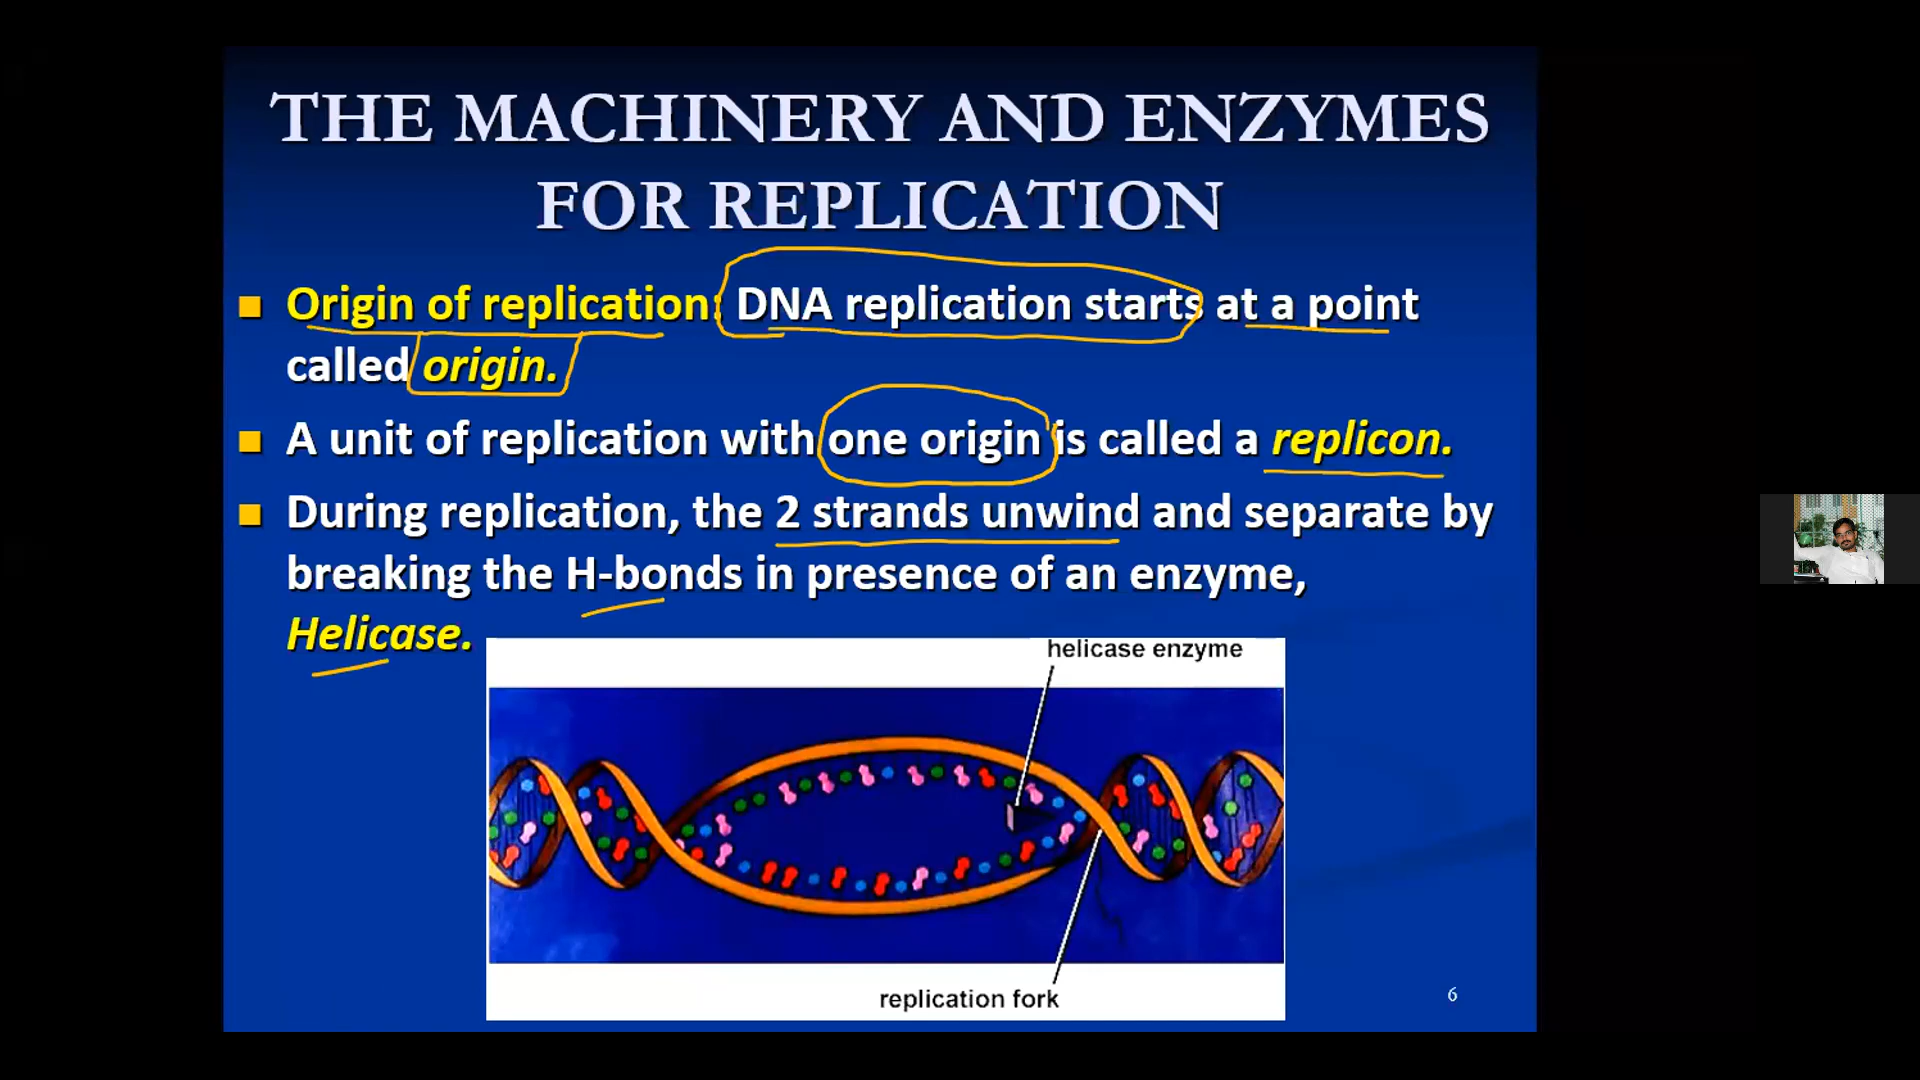 THE MACHINERY AND ENZYMES
FOR REPLICATION
Origin of replication: DNA replication starts at a point
called origin.
A unit of replication with one origin is called a replicon.
During replication, the 2 strands unwind and separate by
breaking the H-bonds in presence of an enzyme,
Helicase.
helicase enzyme
replication fork
6